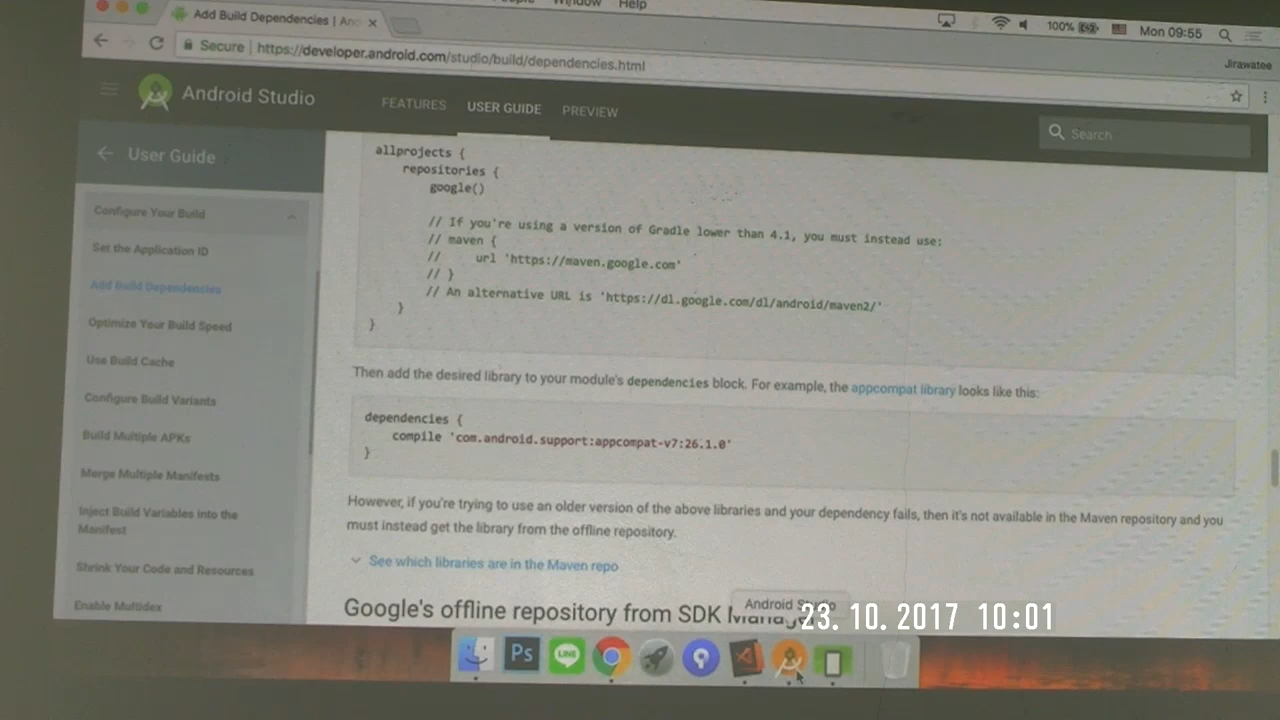 Window Help
100% Mon 09:55
Add Build Dependencies | And
Secure | https://developer.android.com/studio/build/dependencies.html
Jirawatee
Android Studio
FEATURES USER GUIDE PREVIEW
Search
User Guide
Configure Your Build
Set the Application ID
Add Build Dependencies
Optimize Your Build Speed
Use Build Cache
Configure Build Variants
Build Multiple APKs
Merge Multiple Manifests
Inject Build Variables into the
Manifest
Shrink Your Code and Resources
Enable Multidex
allprojects {
repositories {
google()
// If you're using a version of Gradle lower than 4.1, you must instead use:
// maven {
// url 'https://maven.google.com'
// }
// An alternative URL is 'https://dl.google.com/dl/android/maven2/'
}
}
Then add the desired library to your module's dependencies block. For example, the appcompat library looks like this:
dependencies {
compile 'com.android.support:appcompat-v7:26.1.0'
}
However, if you're trying to use an older version of the above libraries and your dependency fails, then it's not available in the Maven repository and you
must instead get the library from the offline repository.
See which libraries are in the Maven repo
Google's offline repository from SDK Manager
Android Studio
23.10.2017 10:01
Ps
LINE